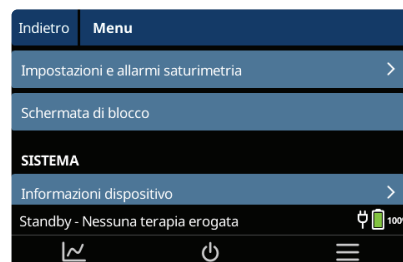 Indietro Menu
Impostazioni e allarmi saturimetria
Schermata di blocco
SISTEMA
Informazioni dispositivo
Standby - Nessuna terapia erogata 100%